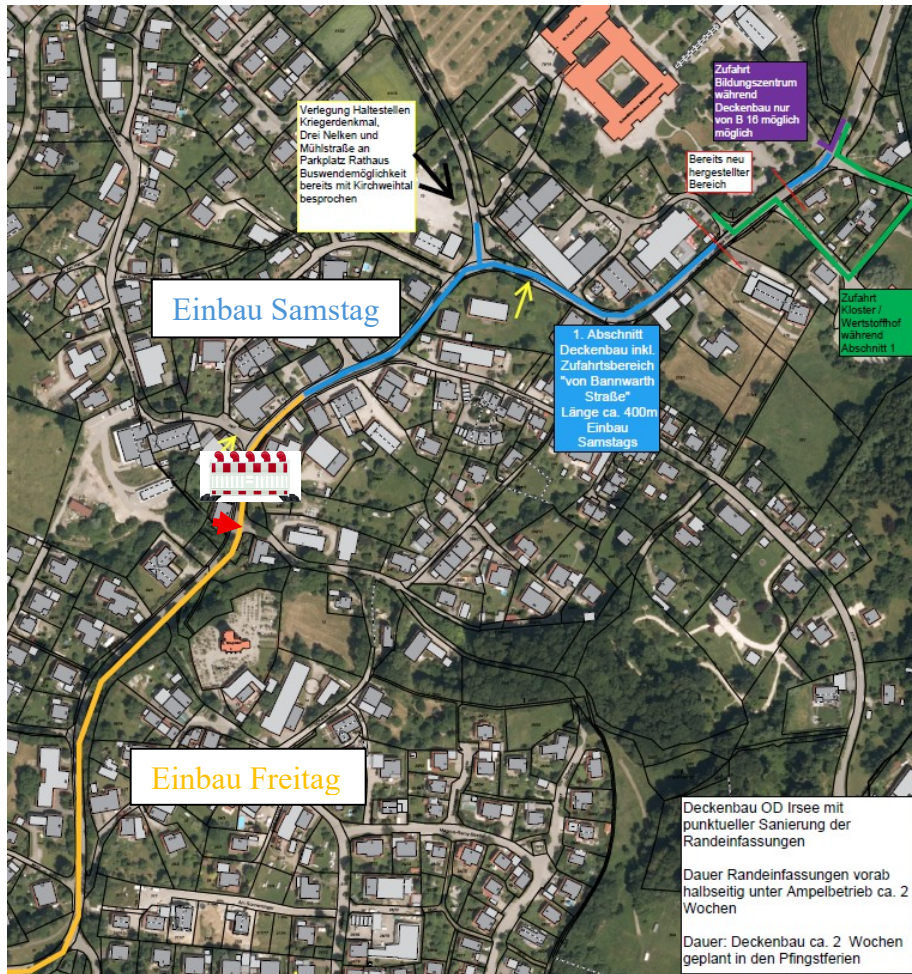 Verlegung Haltestellen
Kriegerdenkmal,
Drei Nelken und
Mühlstraße an
Parkplatz Rathaus
Buswendemöglichkeit
bereits mit Kirchweihtal
besprochen
Zufahrt
Bildungszentrum
während
Deckenbau nur
von B 16 möglich
möglich
Bereits neu
hergestellter
Bereich
Einbau Samstag
Zufahrt
Kloster /
Wertstoffhof
während
Abschnitt 1
1. Abschnitt
Deckenbau inkl.
Zufahrtsbereich
"von Bannwarth
Straße"
Länge ca. 400m
Einbau
Samstags
Einbau Freitag
Deckenbau OD Irsee mit
punktueller Sanierung der
Randeinfassungen
Dauer Randeinfassungen vorab
halbseitig unter Ampelbetrieb ca. 2
Wochen
Dauer: Deckenbau ca. 2 Wochen
geplant in den Pfingstferien